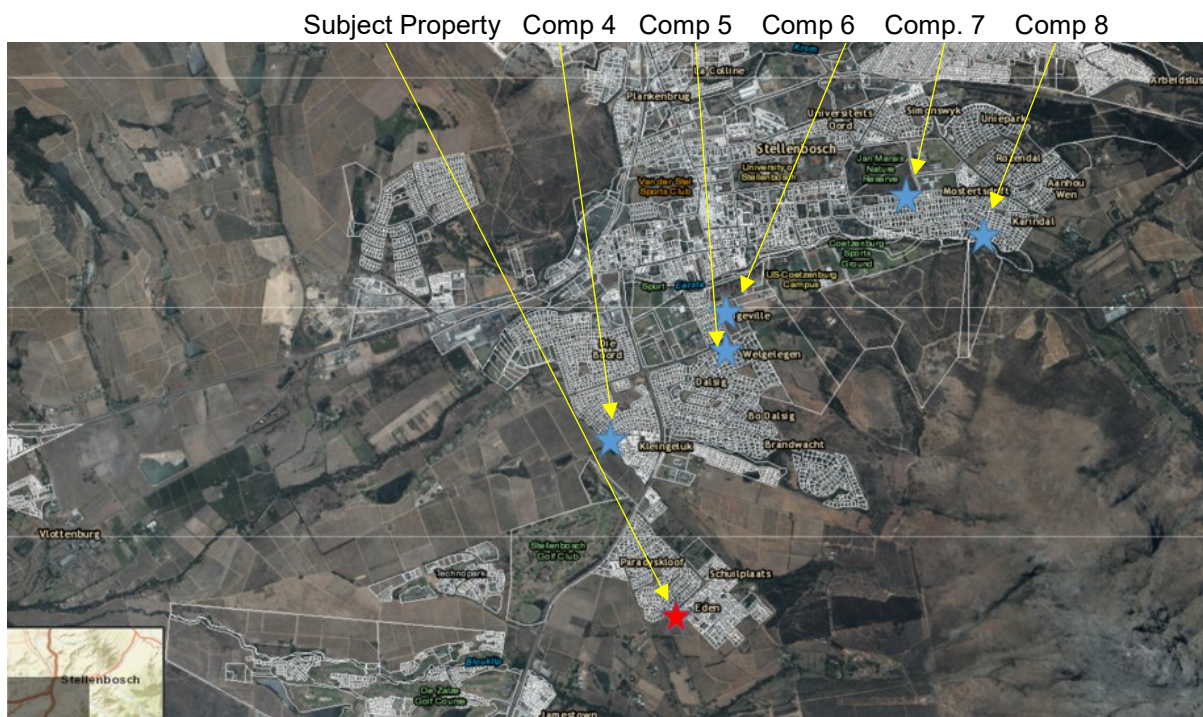 Subject Property Comp 4 Comp 5 Comp 6 Comp. 7 Comp 8
Krom
La Colline
Arbeidslus
Plankenbrug
Simonswyk
Universiteits
Oord
Uniepark
Stellenbosch
Jan Marais
Nature
Reserve
Rozendal
University of
Stellenbosch
Van der Stel
Sports Club
Mostertsdrift
Aanhou
Wen
Karindal
Coetzenburg
Sports
Ground
US-Coetzenburg
Campus
Sport
Eerste
geville
Die
Boord
Welgelegen
Dalsig
Bo Dalsig
Kleingeluk
Brandwacht
Vlottenburg
Stellenbosch
Golf Club
Paradyskloof
Technopark
Schuilplaats
Eden
Blouklip
Stellenbosch
De Zalze
Golf Course
Jamestown